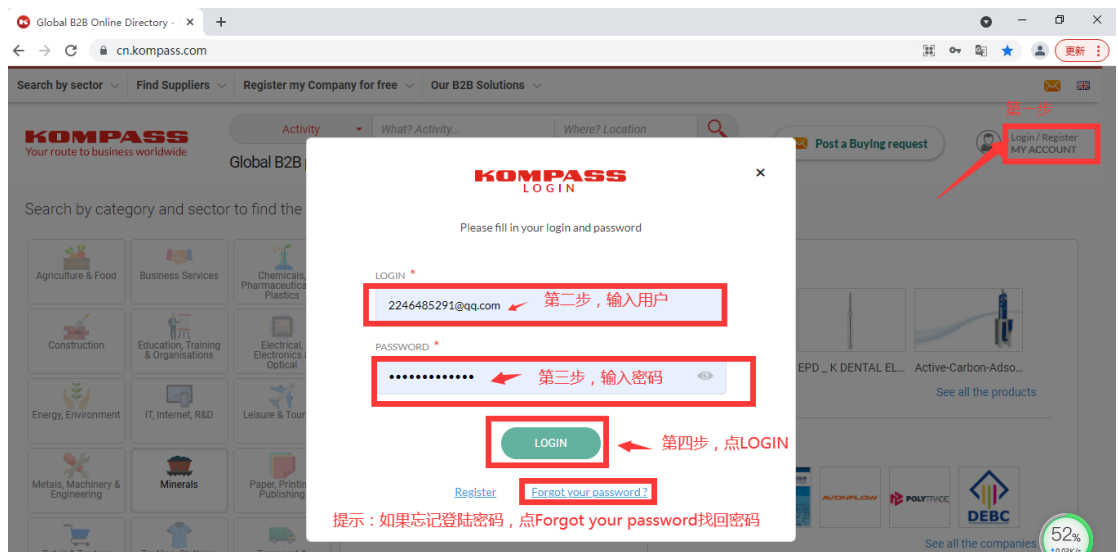 Global B2B Online Directory -
cn.kompass.com
更新
Search by sector
Find Suppliers
Register my Company for free
Our B2B Solutions
第一步
KOMPASS
Your route to business worldwide
Activity
What? Activity...
Where? Location
Global B2B
Post a Buying request
Login / Register
MY ACCOUNT
Search by category and sector to find the
KOMPASS
LOGIN
Please fill in your login and password
LOGIN *
2246485291@qq.com
第二步，输入用户
PASSWORD *
第三步，输入密码
LOGIN
第四步，点LOGIN
Register
Forgot your password ?
提示：如果忘记登陆密码，点Forgot your password找回密码
Agriculture & Food
Business Services
Chemicals,
Pharmaceutica
Plastics
Construction
Education, Training
& Organisations
Electrical,
Electronics
Optical
Energy, Environment
IT, Internet, R&D
Leisure & Tour
Metals, Machinery &
Engineering
Minerals
Paper, Printin
Publishing
EPD _ K DENTAL EL...
Active-Carbon-Adso...
See all the products
AVONFLOW
POLYTRADE
DEBC
See all the companies
52%